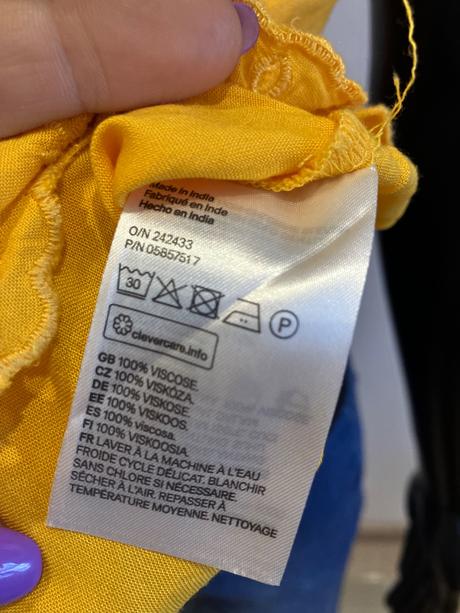 Made in India
Fabriqué en Inde
Hecho en India
O/N 242433
P/N 05857517
30
P
clevercare.info
GB 100% VISCOSE.
CZ 100% VISKÓZA.
DE 100% VISKOSE.
EE 100% VISKOOS.
ES 100% viscosa.
FI 100% VISKOOSIA.
FR LAVER À LA MACHINE À L'EAU
FROIDE CYCLE DÉLICAT. BLANCHIR
SANS CHLORE SI NÉCESSAIRE.
SÉCHER À L'AIR. REPASSER À
TEMPÉRATURE MOYENNE. NETTOYAGE